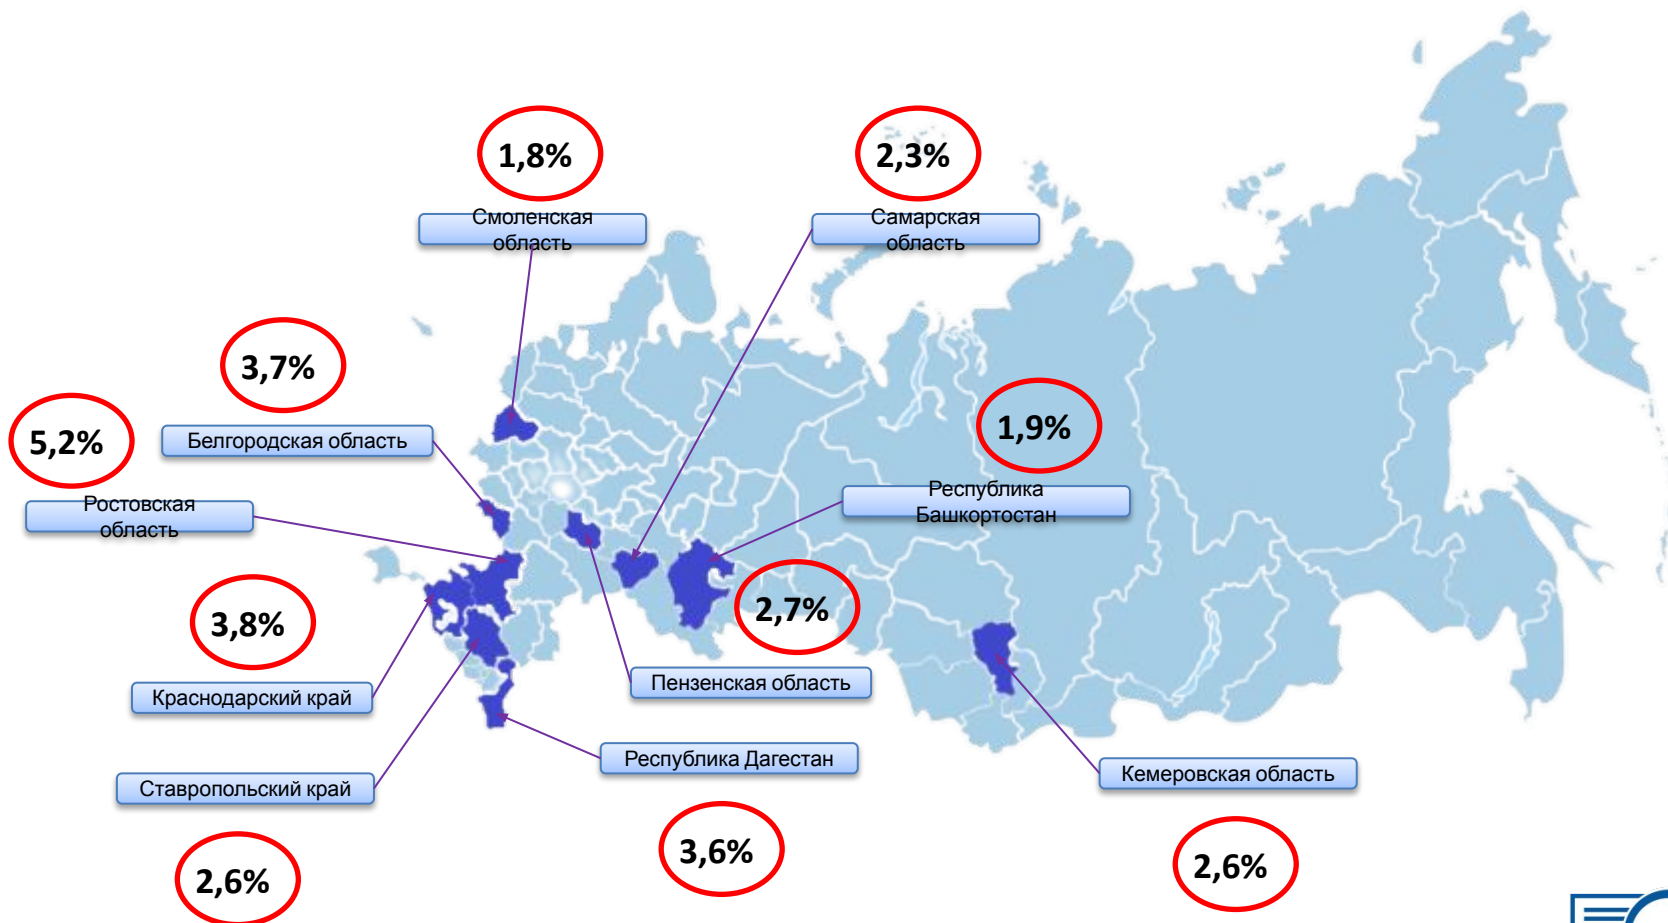 1,8%
Смоленская
область
2,3%
Самарская
область
3,7%
Белгородская область
5,2%
Ростовская
область
1,9%
Республика
Башкортостан
3,8%
Краснодарский край
2,7%
Пензенская область
Республика Дагестан
3,6%
Ставропольский край
2,6%
Кемеровская область
2,6%